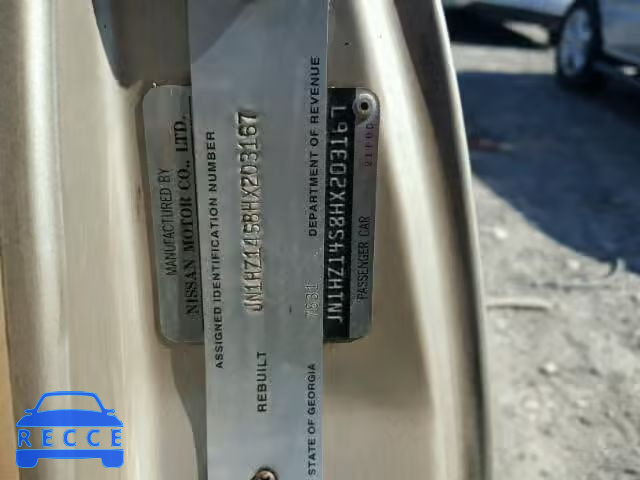 MANUFACTURED BY
NISSAN MOTOR CO., LTD.
ASSIGNED IDENTIFICATION NUMBER
REBUILT JN1HZ14S8HX203167
7631
STATE OF GEORGIA DEPARTMENT OF REVENUE
JN1HZ14S8HX203167
PASSENGER CAR
RECCE